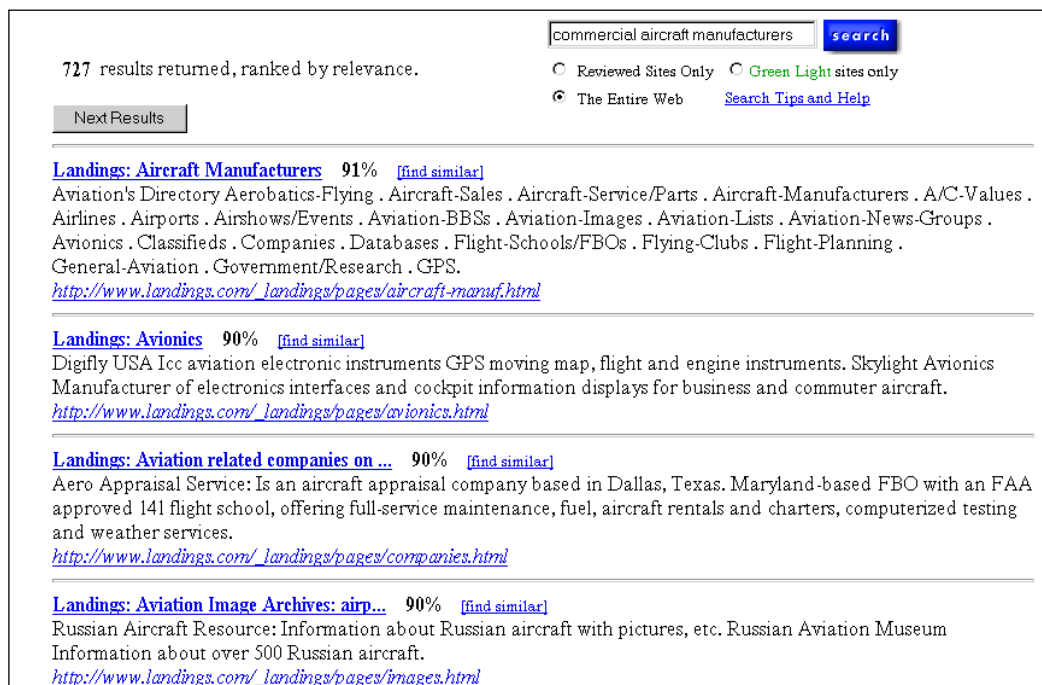 commercial aircraft manufacturers search
727 results returned, ranked by relevance.
Reviewed Sites Only Green Light sites only
The Entire Web Search Tips and Help
Next Results
Landings: Aircraft Manufacturers 91% [find similar]
Aviation's Directory Aerobatics-Flying . Aircraft-Sales . Aircraft-Service/Parts . Aircraft-Manufacturers . A/C-Values .
Airlines . Airports . Airshows/Events . Aviation-BBSs . Aviation-Images . Aviation-Lists . Aviation-News-Groups .
Avionics . Classifieds . Companies . Databases . Flight-Schools/FBOs . Flying-Clubs . Flight-Planning .
General-Aviation . Government/Research . GPS.
http://www.landings.com/_landings/pages/aircraft-manuf.html
Landings: Avionics 90% [find similar]
Digifly USA Icc aviation electronic instruments GPS moving map, flight and engine instruments. Skylight Avionics
Manufacturer of electronics interfaces and cockpit information displays for business and commuter aircraft.
http://www.landings.com/_landings/pages/avionics.html
Landings: Aviation related companies on ... 90% [find similar]
Aero Appraisal Service: Is an aircraft appraisal company based in Dallas, Texas. Maryland-based FBO with an FAA
approved 141 flight school, offering full-service maintenance, fuel, aircraft rentals and charters, computerized testing
and weather services.
http://www.landings.com/_landings/pages/companies.html
Landings: Aviation Image Archives: airp... 90% [find similar]
Russian Aircraft Resource: Information about Russian aircraft with pictures, etc. Russian Aviation Museum
Information about over 500 Russian aircraft.
http://www.landings.com/_landings/pages/images.html